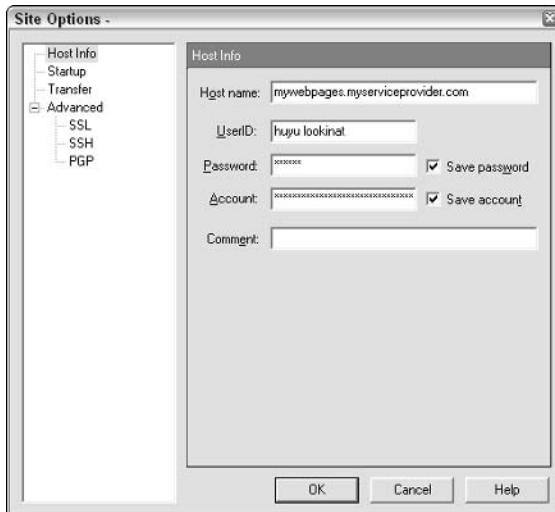 Site Options -
Host Info
Startup
Transfer
Advanced
SSL
SSH
PGP
Host Info
Host name: mywebpages.myserviceprovider.com
UserID: huyu lookinat
Password: ****** Save password
Account: ****************************** Save account
Comment:
OK Cancel Help